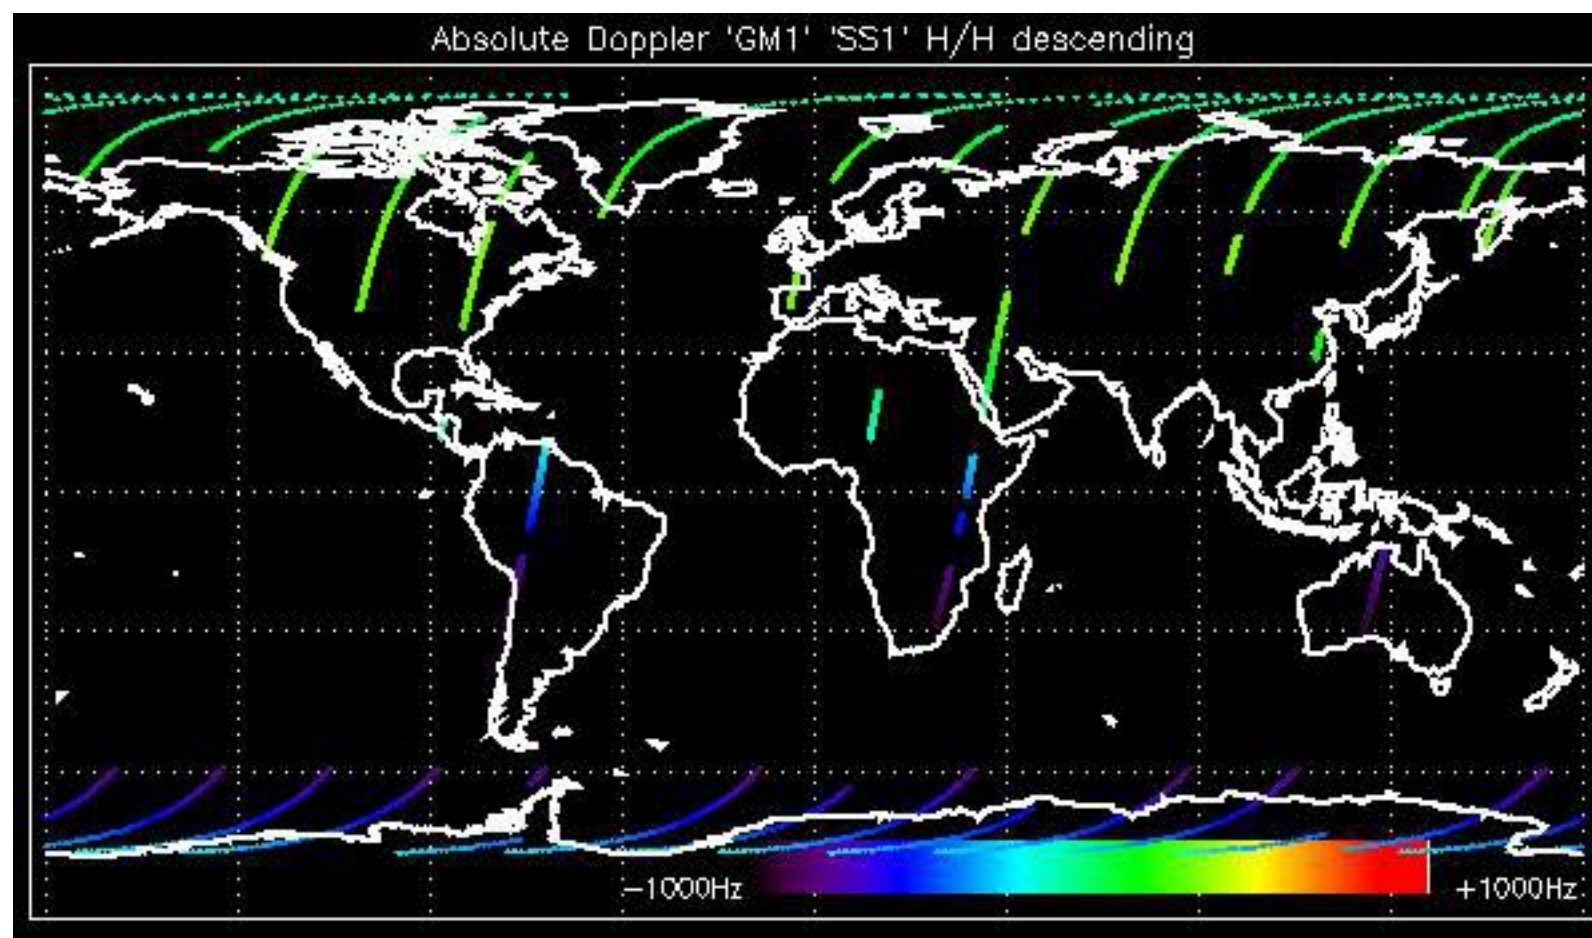 Absolute Doppler 'GM1' 'SS1' H/H descending
-1000Hz +1000Hz